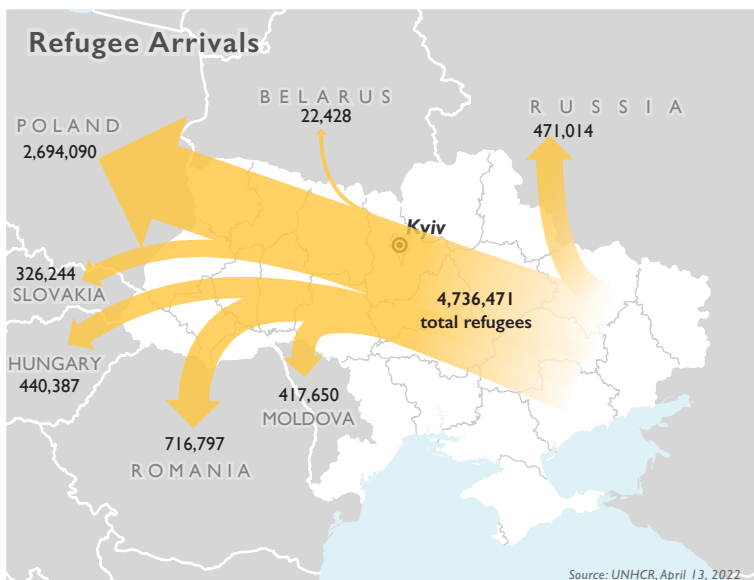 Refugee Arrivals
BELARUS
22,428
RUSSIA
471,014
POLAND
2,694,090
Kyiv
326,244
SLOVAKIA
4,736,471
total refugees
HUNGARY
440,387
417,650
MOLDOVA
716,797
ROMANIA
Source: UNHCR, April 13, 2022